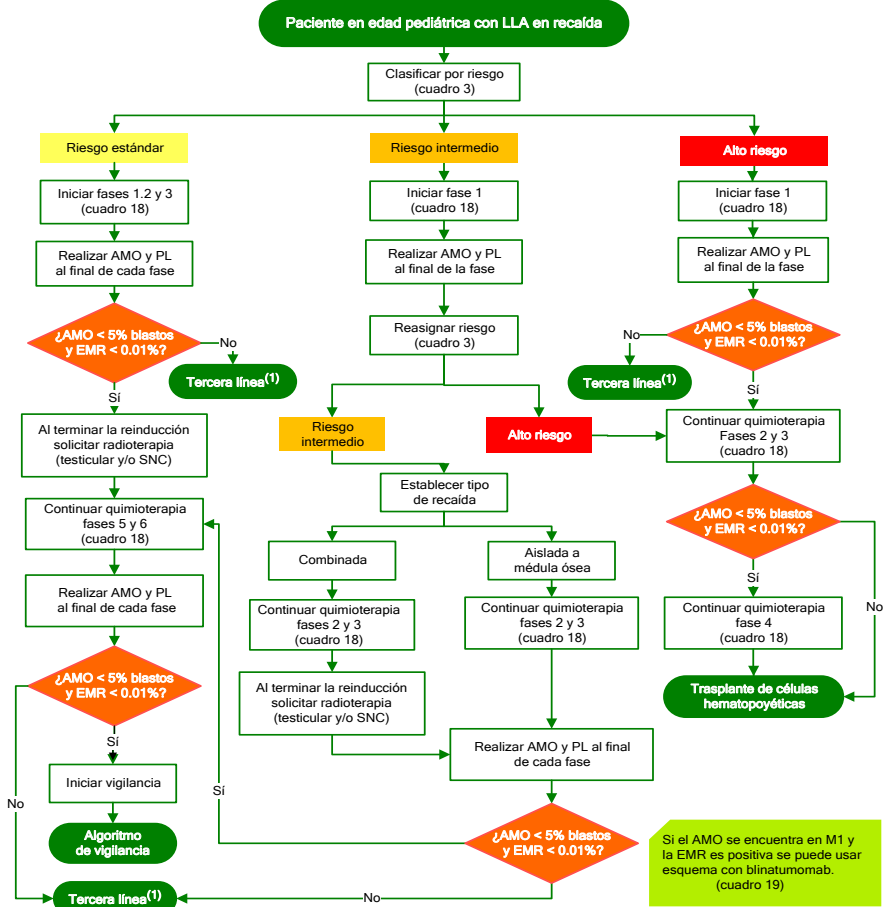 Paciente en edad pediátrica con LLA en recaída
Clasificar por riesgo
(cuadro 3)
Riesgo estándar
Iniciar fases 1.2 y 3
(cuadro 18)
Realizar AMO y PL
al final de cada fase
¿AMO < 5% blastos
y EMR < 0.01%?
No
Tercera línea(1)
Sí
Al terminar la reinducción
solicitar radioterapia
(testicular y/o SNC)
Continuar quimioterapia
fases 5 y 6
(cuadro 18)
Realizar AMO y PL
al final de cada fase
¿AMO < 5% blastos
y EMR < 0.01%?
Sí
No
Iniciar vigilancia
Algoritmo
de vigilancia
Tercera línea(1)
Riesgo intermedio
Iniciar fase 1
(cuadro 18)
Realizar AMO y PL
al final de la fase
Reasignar riesgo
(cuadro 3)
Riesgo
intermedio
Alto riesgo
Establecer tipo
de recaída
Combinada
Continuar quimioterapia
fases 2 y 3
(cuadro 18)
Al terminar la reinducción
solicitar radioterapia
(testicular y/o SNC)
Aislada a
médula ósea
Continuar quimioterapia
fases 2 y 3
(cuadro 18)
Realizar AMO y PL al final
de cada fase
¿AMO < 5% blastos
y EMR < 0.01%?
Sí
No
Alto riesgo
Iniciar fase 1
(cuadro 18)
Realizar AMO y PL
al final de la fase
¿AMO < 5% blastos
y EMR < 0.01%?
No
Tercera línea(1)
Sí
Continuar quimioterapia
Fases 2 y 3
(cuadro 18)
¿AMO < 5% blastos
y EMR < 0.01%?
Sí
No
Continuar quimioterapia
fase 4
(cuadro 18)
Trasplante de células
hematopoyéticas
Si el AMO se encuentra en M1 y
la EMR es positiva se puede usar
esquema con blinatumomab.
(cuadro 19)